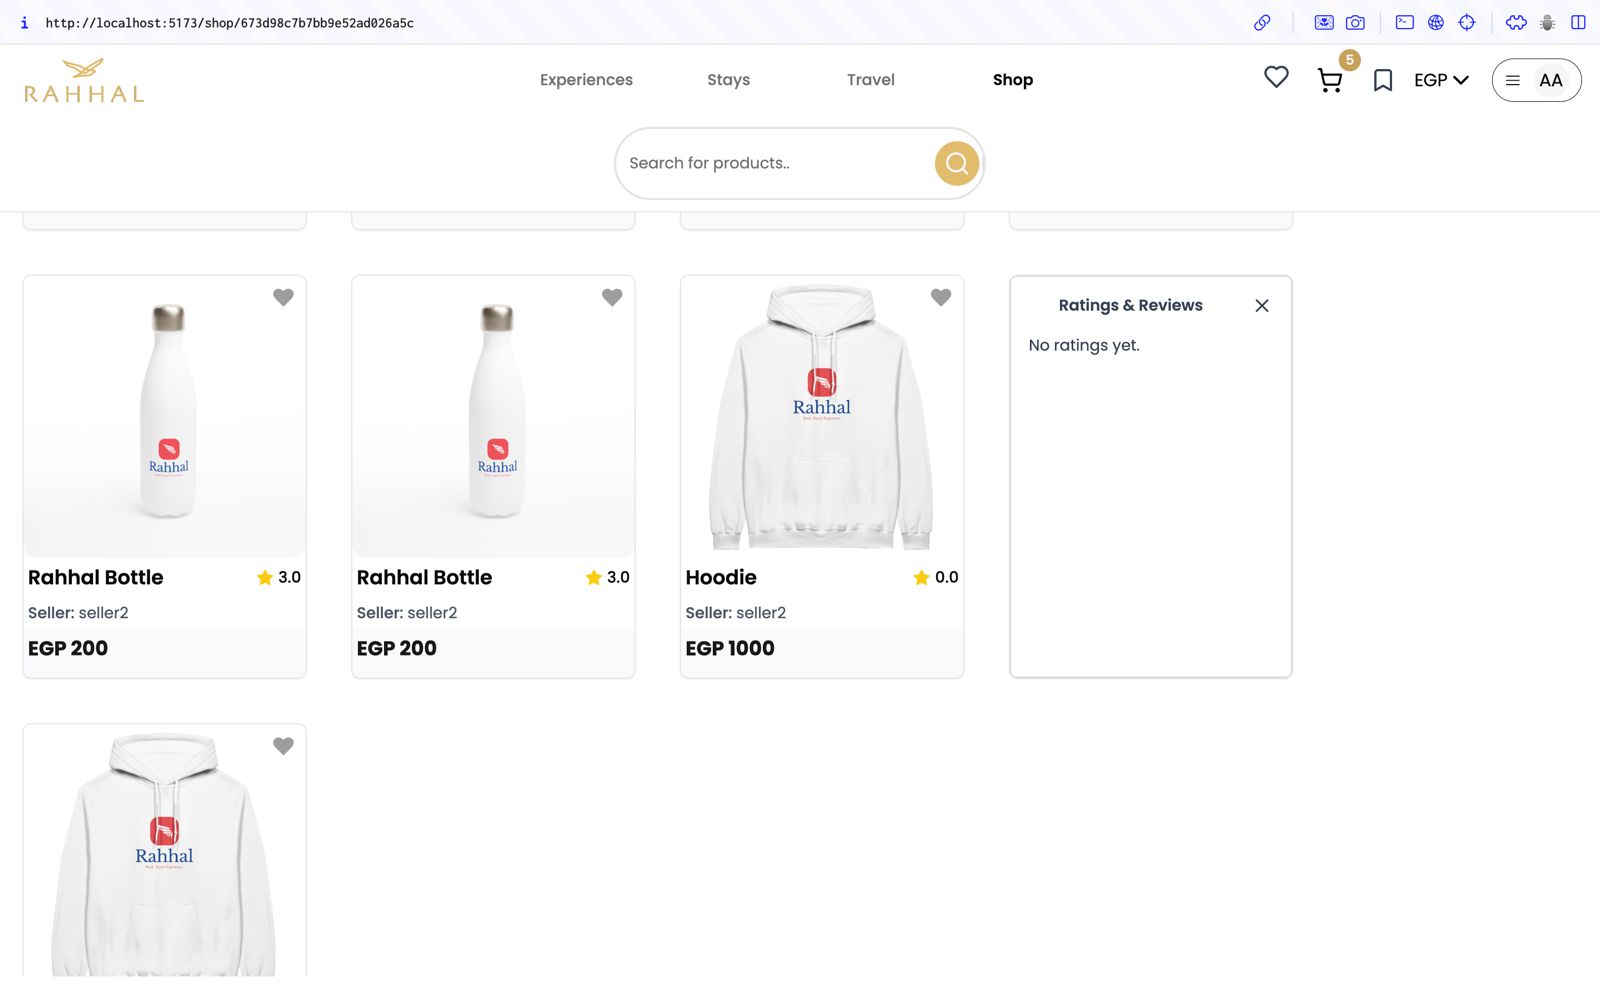 http://localhost:5173/shop/673d98c7b7bb9e52ad026a5c
RAHHAL
Experiences
Stays
Travel
Shop
5
EGP
AA
Search for products..
Rahhal
Rahhal
Rahhal
Ratings & Reviews
No ratings yet.
Rahhal Bottle
3.0
Seller: seller2
EGP 200
Rahhal Bottle
3.0
Seller: seller2
EGP 200
Hoodie
0.0
Seller: seller2
EGP 1000
Rahhal